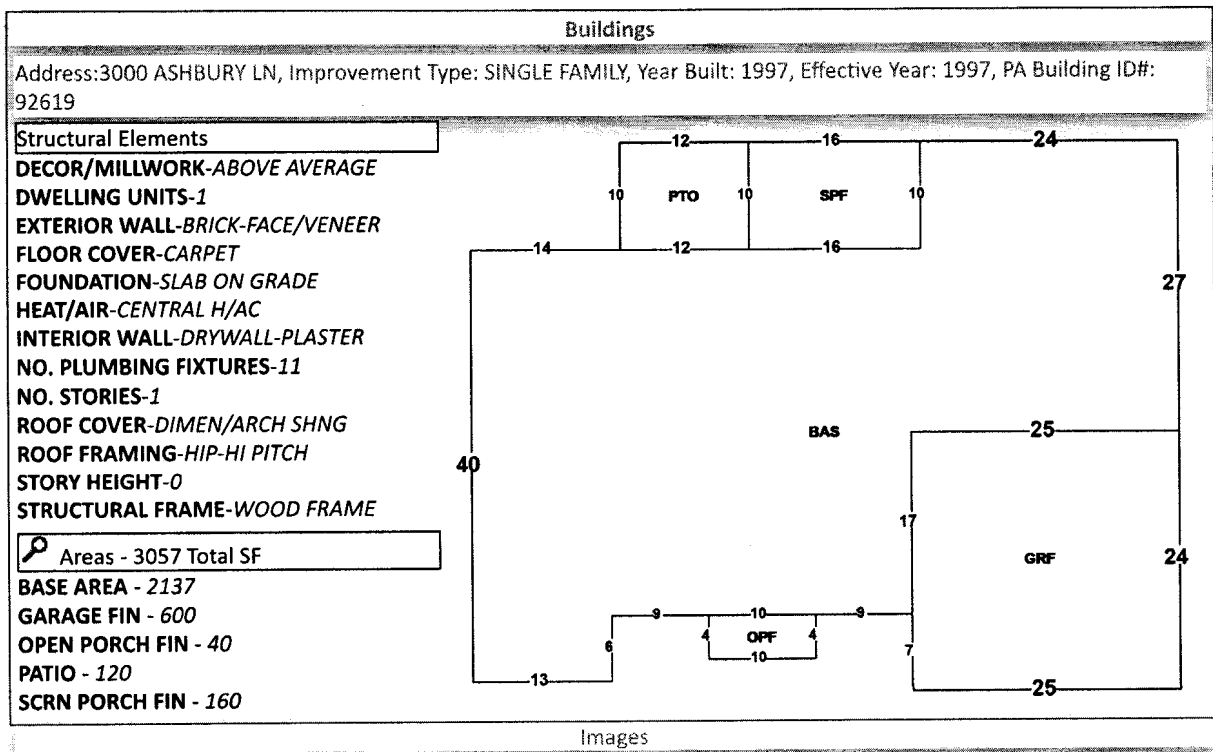 Buildings
Address:3000 ASHBURY LN, Improvement Type: SINGLE FAMILY, Year Built: 1997, Effective Year: 1997, PA Building ID#:
92619
Structural Elements
DECOR/MILLWORK-ABOVE AVERAGE
DWELLING UNITS-1
EXTERIOR WALL-BRICK-FACE/VENEER
FLOOR COVER-CARPET
FOUNDATION-SLAB ON GRADE
HEAT/AIR-CENTRAL H/AC
INTERIOR WALL-DRYWALL-PLASTER
NO. PLUMBING FIXTURES-11
NO. STORIES-1
ROOF COVER-DIMEN/ARCH SHNG
ROOF FRAMING-HIP-HI PITCH
STORY HEIGHT-0
STRUCTURAL FRAME-WOOD FRAME
Areas - 3057 Total SF
BASE AREA - 2137
GARAGE FIN - 600
OPEN PORCH FIN - 40
PATIO - 120
SCRN PORCH FIN - 160
12 16 24
10 PTO 10 SPF 10
14 12 16
27
BAS 25
40
17
GRF 24
9 10 9
6 4 OPF 4 7
10
13 25
Images